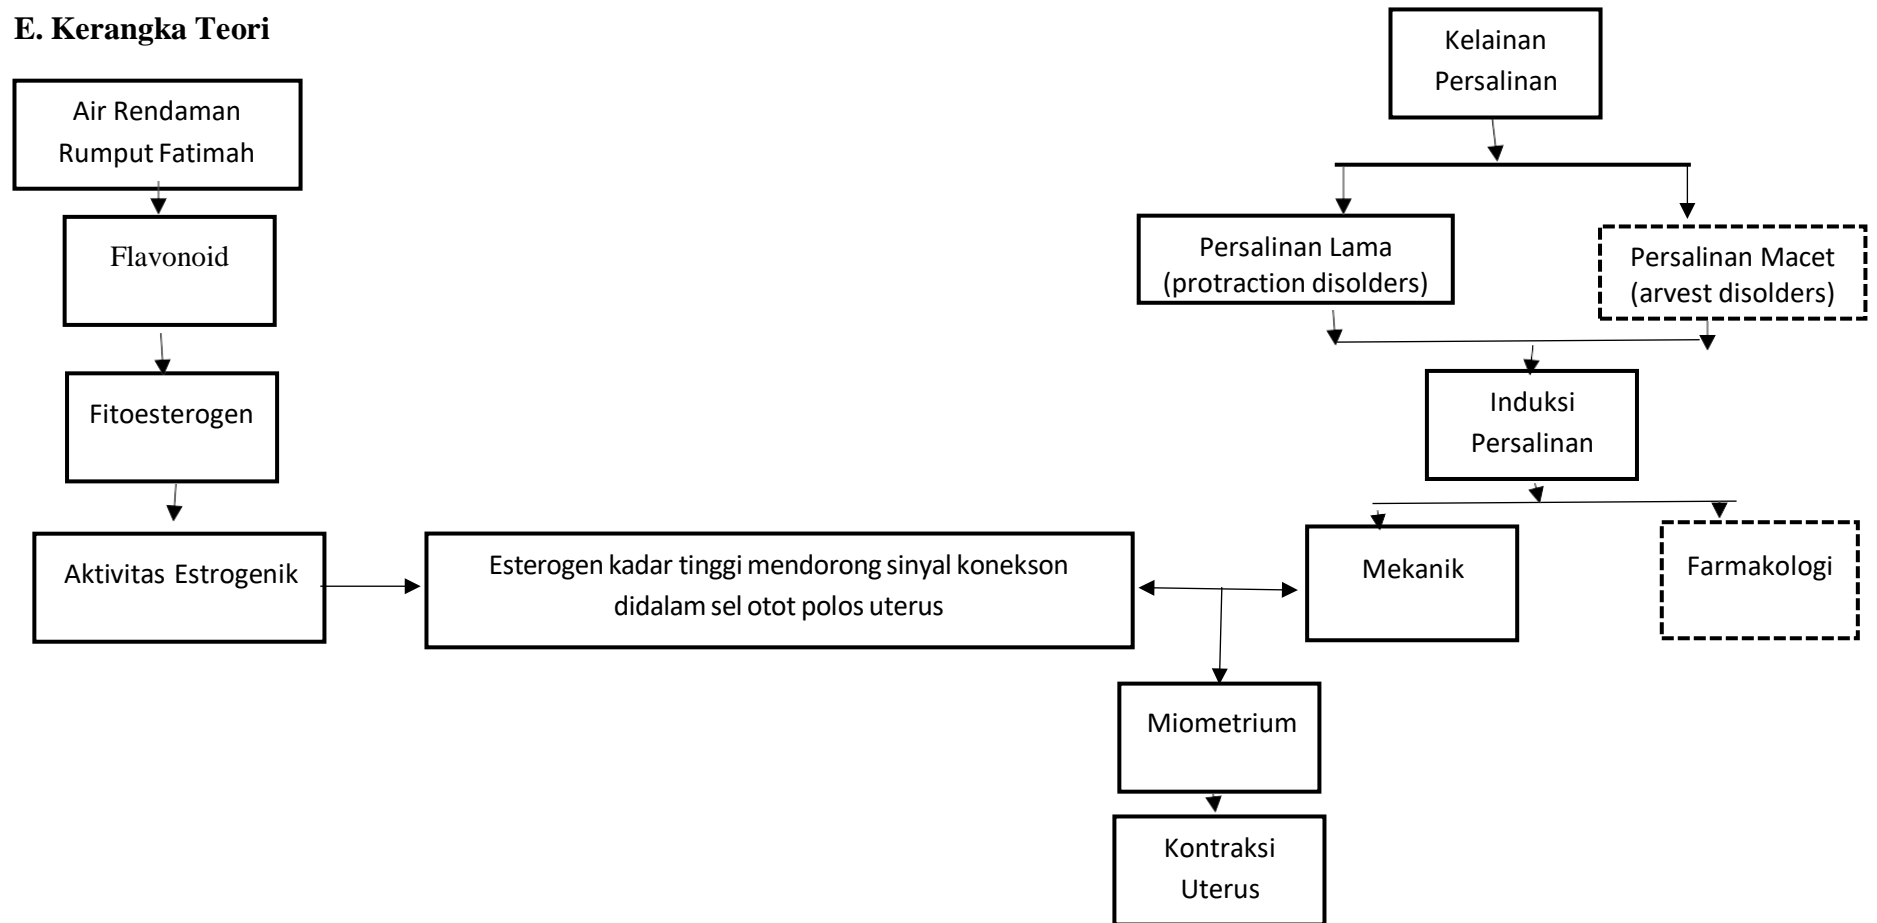 E. Kerangka Teori
Air Rendaman
Rumput Fatimah
Flavonoid
Fitoesterogen
Aktivitas Estrogenik
Esterogen kadar tinggi mendorong sinyal konekson
didalam sel otot polos uterus
Kelainan
Persalinan
Persalinan Lama
(protraction disolders)
Persalinan Macet
(arvest disolders)
Induksi
Persalinan
Mekanik
Farmakologi
Miometrium
Kontraksi
Uterus